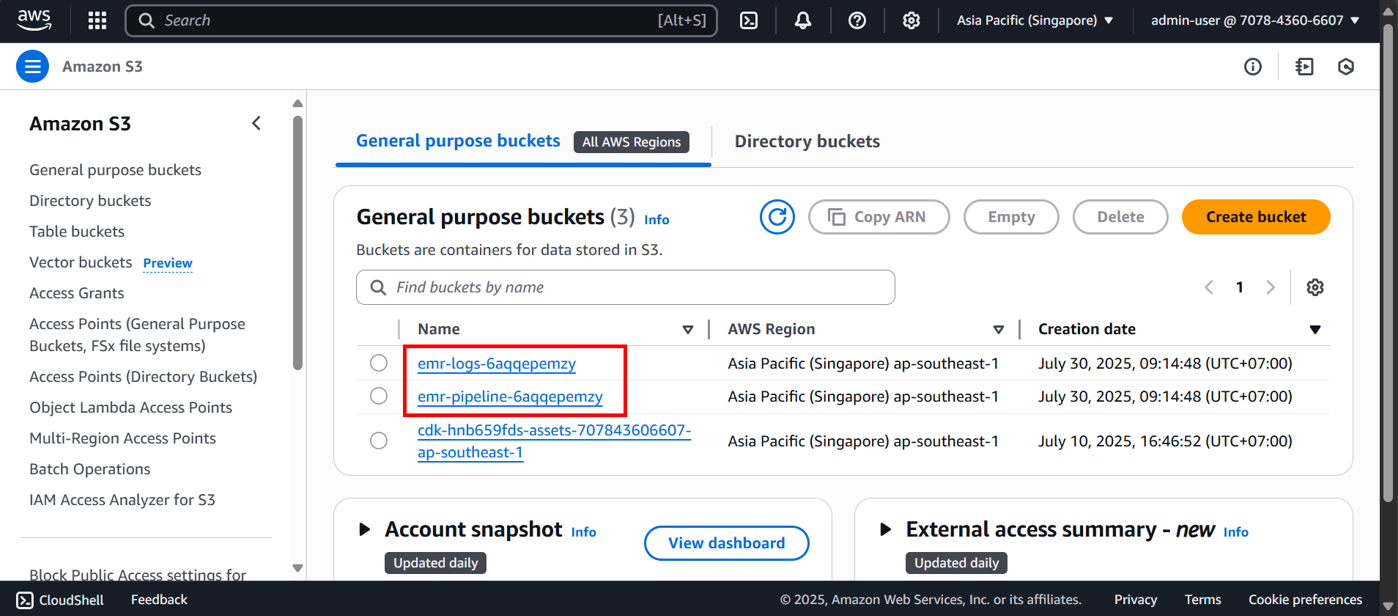 aws
Search [Alt+S] Asia Pacific (Singapore) admin-user @ 7078-4360-6607
Amazon S3
Amazon S3
General purpose buckets
Directory buckets
Table buckets
Vector buckets Preview
Access Grants
Access Points (General Purpose
Buckets, FSx file systems)
Access Points (Directory Buckets)
Object Lambda Access Points
Multi-Region Access Points
Batch Operations
IAM Access Analyzer for S3
Block Public Access settings for
General purpose buckets All AWS Regions Directory buckets
General purpose buckets (3) Info Copy ARN Empty Delete Create bucket
Buckets are containers for data stored in S3.
Find buckets by name 1
Name AWS Region Creation date
emr-logs-6aqqepemzy Asia Pacific (Singapore) ap-southeast-1 July 30, 2025, 09:14:48 (UTC+07:00)
emr-pipeline-6aqqepemzy Asia Pacific (Singapore) ap-southeast-1 July 30, 2025, 09:14:48 (UTC+07:00)
cdk-hnb659fds-assets-707843606607-
ap-southeast-1 Asia Pacific (Singapore) ap-southeast-1 July 10, 2025, 16:46:52 (UTC+07:00)
Account snapshot Info View dashboard
Updated daily
External access summary - new Info
Updated daily
CloudShell Feedback © 2025, Amazon Web Services, Inc. or its affiliates. Privacy Terms Cookie preferences